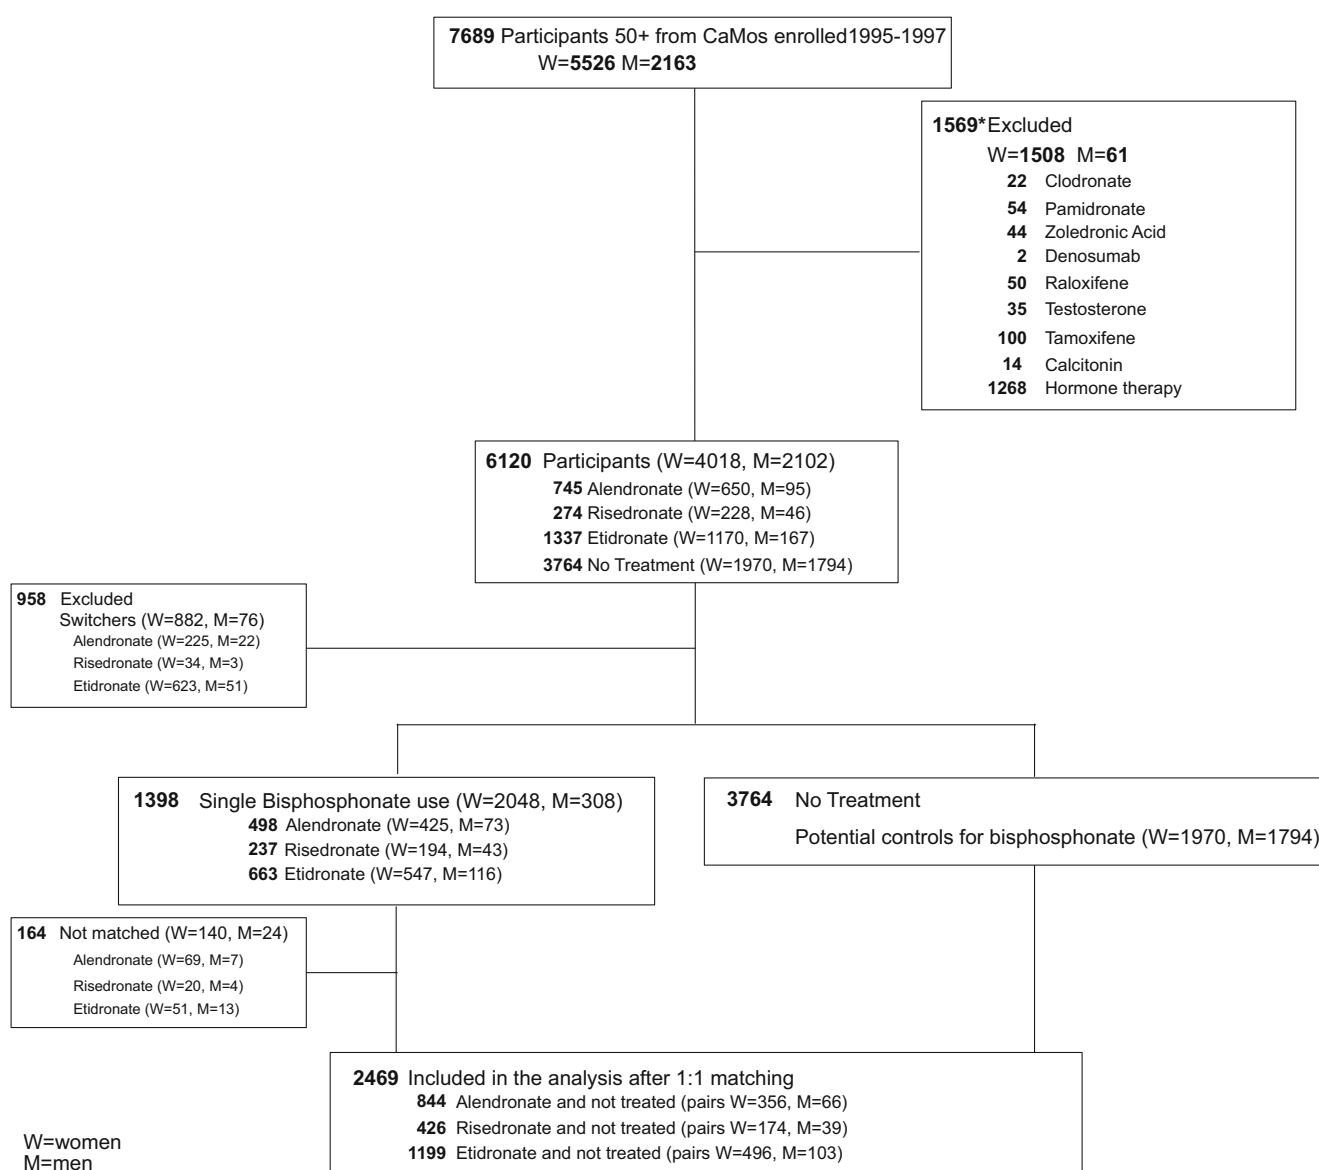 7689 Participants 50+ from CaMos enrolled1995-1997
W=5526 M=2163
1569*Excluded
W=1508 M=61
22 Clodronate
54 Pamidronate
44 Zoledronic Acid
2 Denosumab
50 Raloxifene
35 Testosterone
100 Tamoxifene
14 Calcitonin
1268 Hormone therapy
6120 Participants (W=4018, M=2102)
745 Alendronate (W=650, M=95)
274 Risedronate (W=228, M=46)
1337 Etidronate (W=1170, M=167)
3764 No Treatment (W=1970, M=1794)
958 Excluded
Switchers (W=882, M=76)
Alendronate (W=225, M=22)
Risedronate (W=34, M=3)
Etidronate (W=623, M=51)
1398 Single Bisphosphonate use (W=2048, M=308)
498 Alendronate (W=425, M=73)
237 Risedronate (W=194, M=43)
663 Etidronate (W=547, M=116)
3764 No Treatment
Potential controls for bisphosphonate (W=1970, M=1794)
164 Not matched (W=140, M=24)
Alendronate (W=69, M=7)
Risedronate (W=20, M=4)
Etidronate (W=51, M=13)
2469 Included in the analysis after 1:1 matching
844 Alendronate and not treated (pairs W=356, M=66)
426 Risedronate and not treated (pairs W=174, M=39)
1199 Etidronate and not treated (pairs W=496, M=103)
W=women
M=men